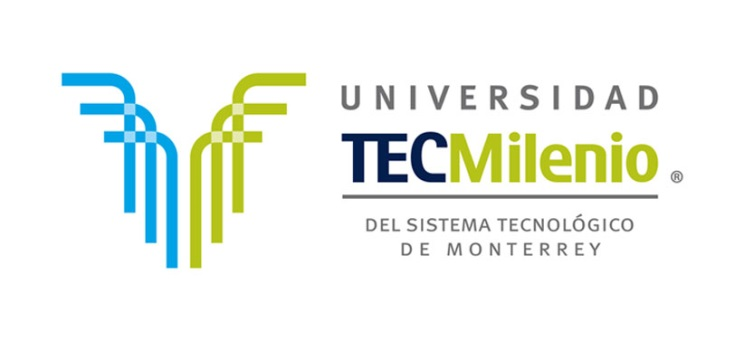 UNIVERSIDAD
TECMilenio ®
DEL SISTEMA TECNOLÓGICO
DE MONTERREY